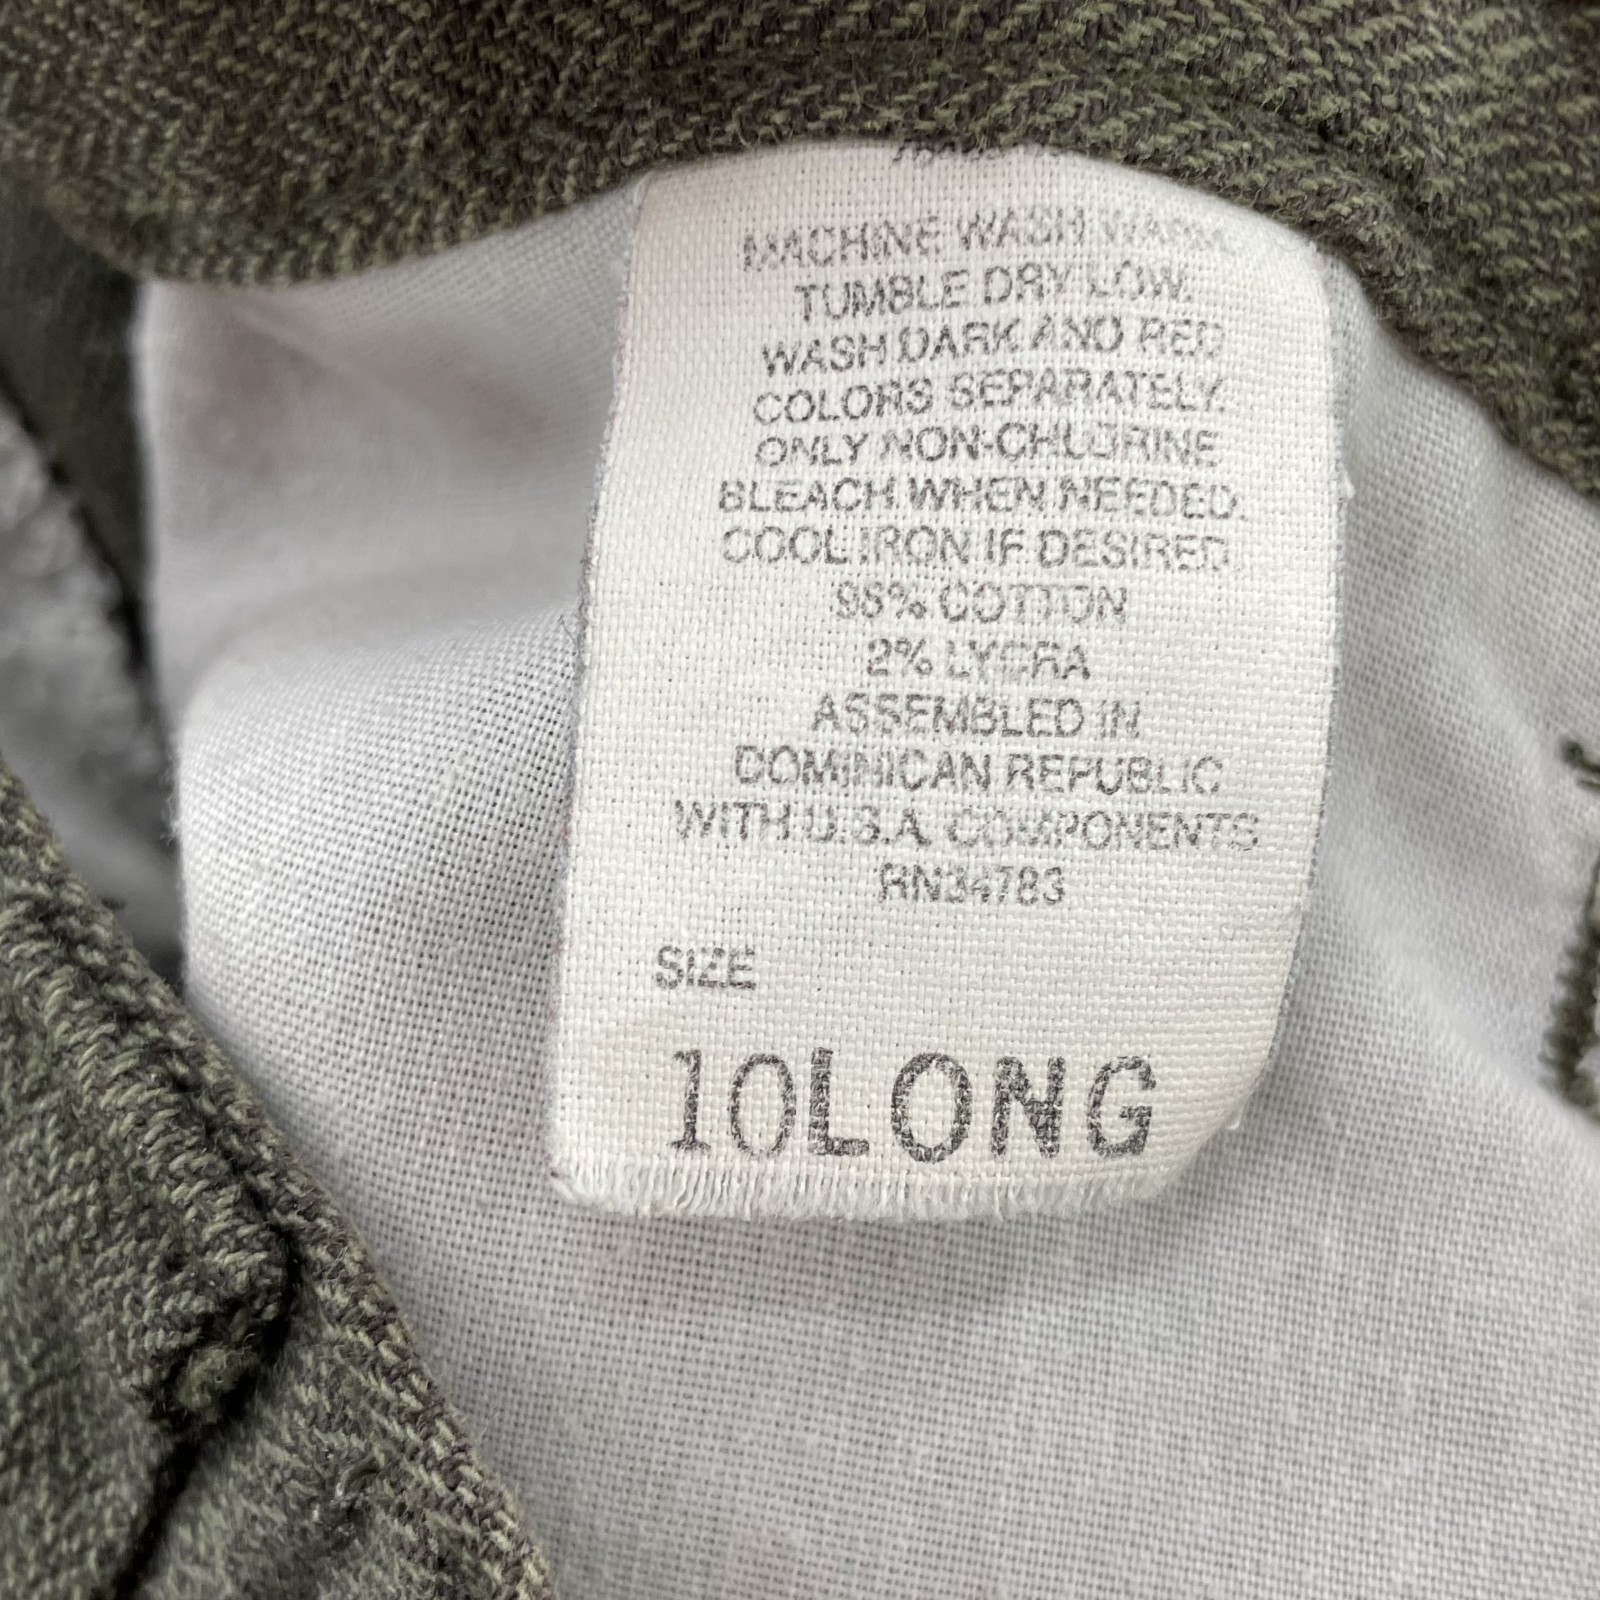 MACHINE WASH WARM.
TUMBLE DRY LOW.
WASH DARK AND RED
COLORS SEPARATELY.
ONLY NON-CHLORINE
BLEACH WHEN NEEDED.
COOL IRON IF DESIRED.
98% COTTON
2% LYCRA
ASSEMBLED IN
DOMINICAN REPUBLIC
WITH U.S.A. COMPONENTS
RN34783
SIZE
10LONG